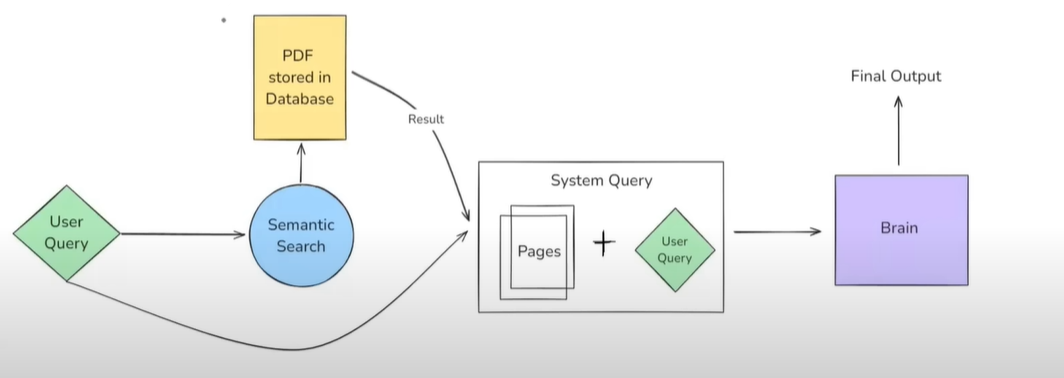 User
Query
Semantic
Search
PDF
stored in
Database
Result
System Query
Pages
+
User
Query
Brain
Final Output